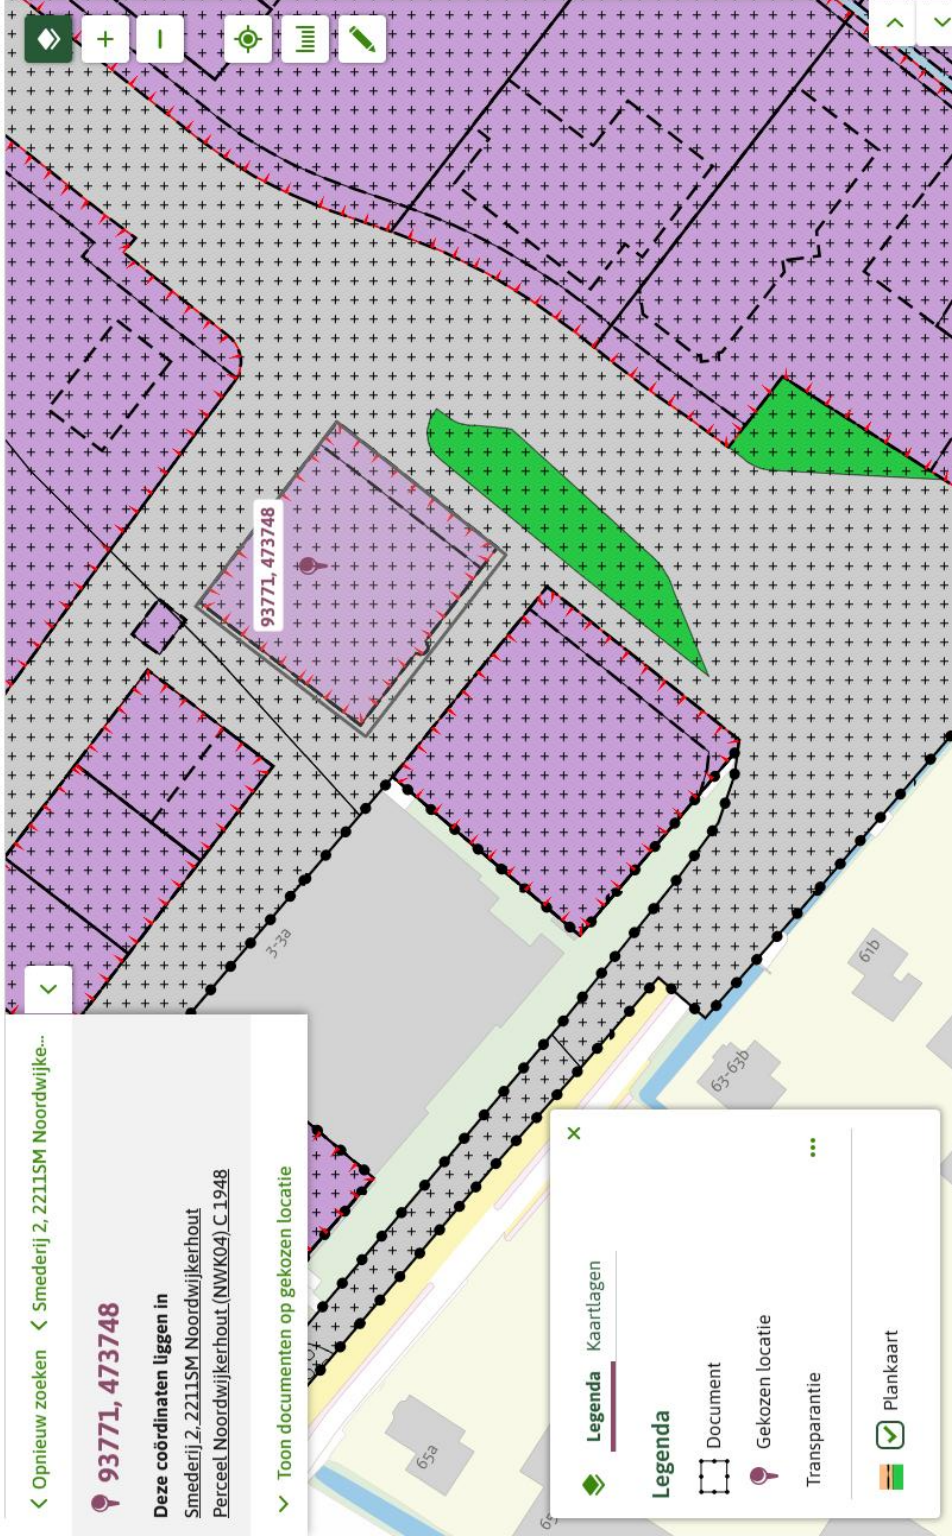 Opnieuw zoeken
Smederij 2, 2211SM Noordwijke...
93771, 473748
Deze coördinaten liggen in
Smederij 2, 2211SM Noordwijkerhout
Perceel Noordwijkerhout (NWK04) C 1948
Toon documenten op gekozen locatie
93771, 473748
3-3a
65a
63-63b
61b
Legenda
Kaartlagen
Legenda
Document
Gekozen locatie
Transparantie
Plankaart